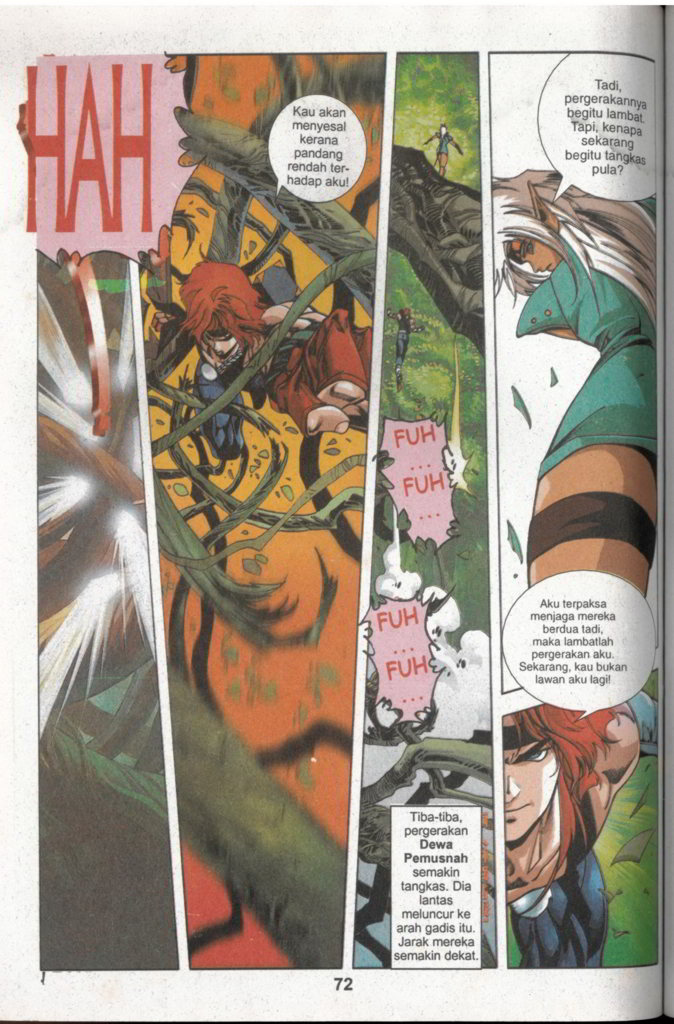 HAH
Kau akan
menyesal
kerana
pandang
rendah ter-
hadap aku!
FUH
...
FUH
...
FUH
...
FUH
...
Tiba-tiba,
pergerakan
Dewa
Pemusnah
semakin
tangkas. Dia
lantas
meluncur ke
arah gadis itu.
Jarak mereka
semakin dekat.
Tadi,
pergerakannya
begitu lambat.
Tapi, kenapa
sekarang
begitu tangkas
pula?
Aku terpaksa
menjaga mereka
berdua tadi,
maka lambatlah
pergerakan aku.
Sekarang, kau bukan
lawan aku lagi!
72